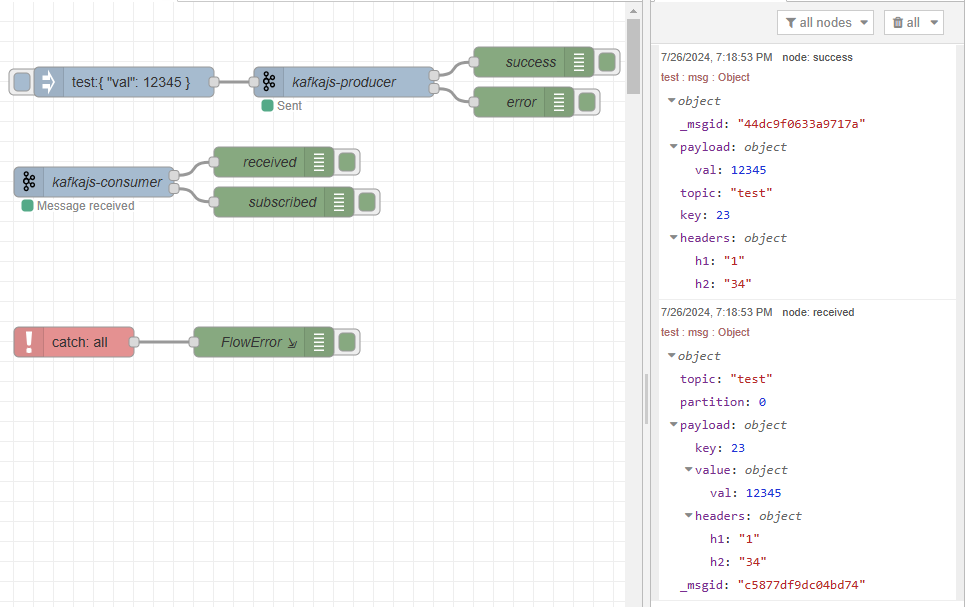 test:{ "val": 12345 }
kafkajs-producer
Sent
success
error
kafkajs-consumer
Message received
received
subscribed
catch: all
FlowError ⇲
all nodes
all
7/26/2024, 7:18:53 PM node: success
test : msg : Object
object
_msgid: "44dc9f0633a9717a"
payload: object
val: 12345
topic: "test"
key: 23
headers: object
h1: "1"
h2: "34"
7/26/2024, 7:18:53 PM node: received
test : msg : Object
object
topic: "test"
partition: 0
payload: object
key: 23
value: object
val: 12345
headers: object
h1: "1"
h2: "34"
_msgid: "c5877df9dc04bd74"